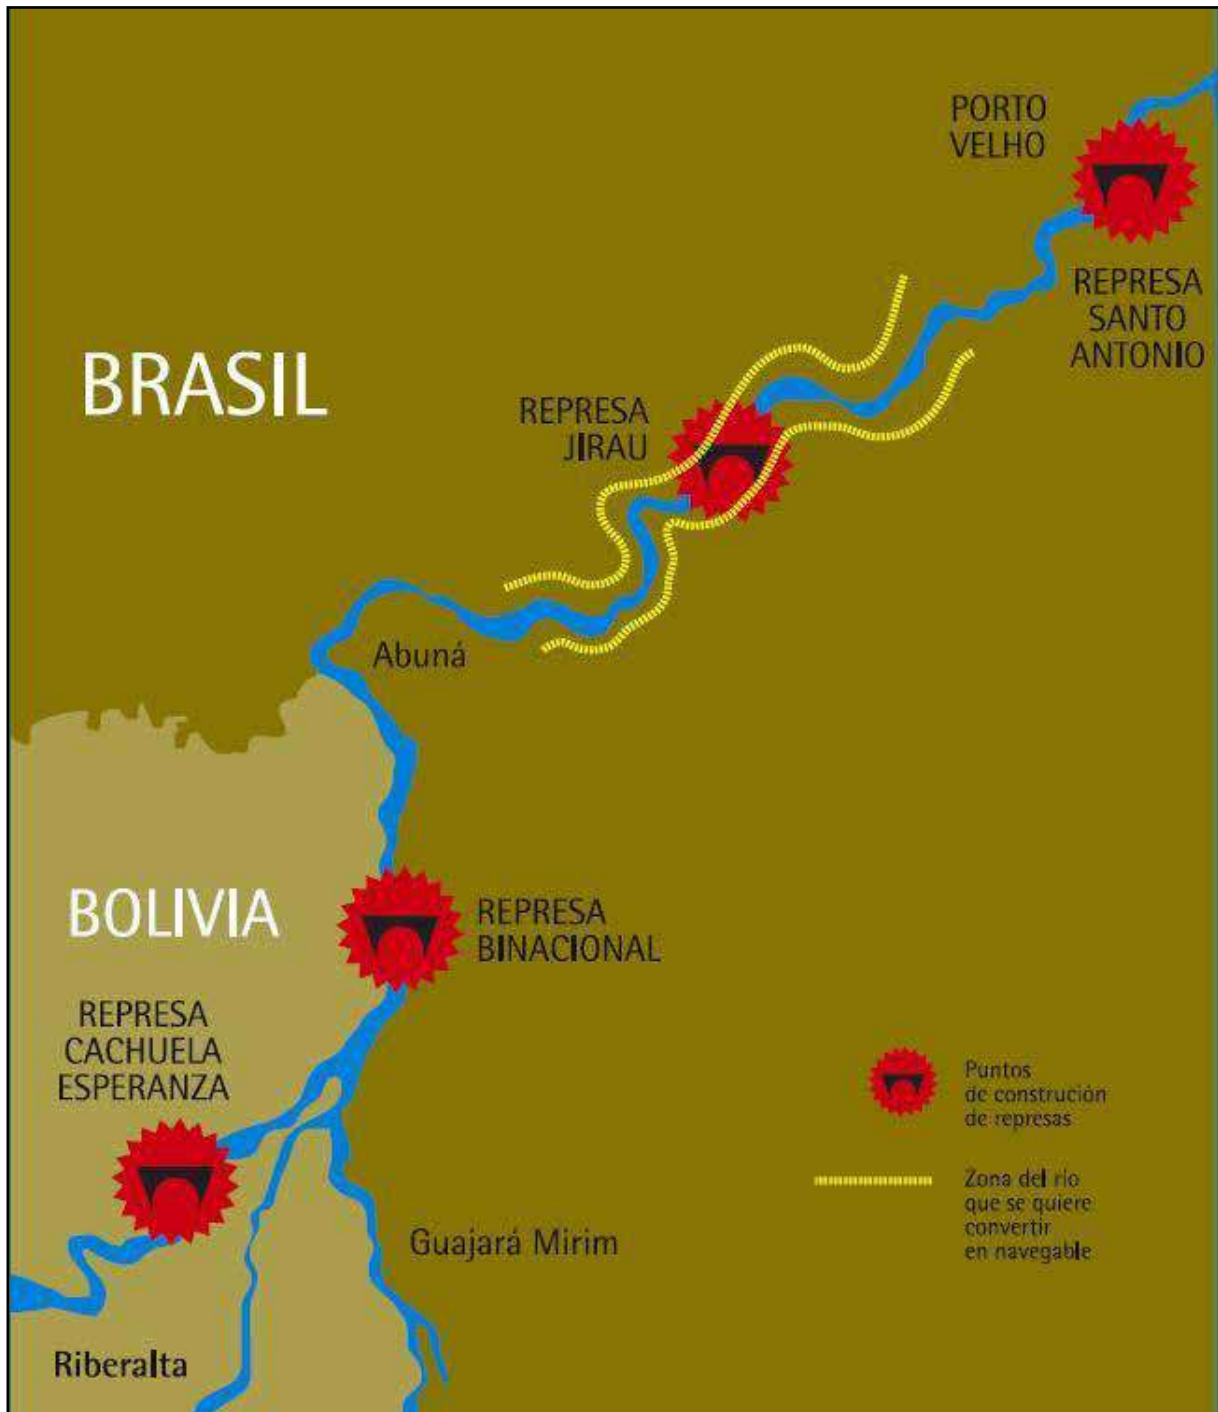 PORTO
VELHO
REPRESA
SANTO
ANTONIO
BRASIL
REPRESA
JIRAU
Abuná
BOLIVIA
REPRESA
BINACIONAL
REPRESA
CACHUELA
ESPERANZA
Puntos
de construción
de represas
Zona del río
que se quiere
convertir
en navegable
Guajará Mirim
Riberalta